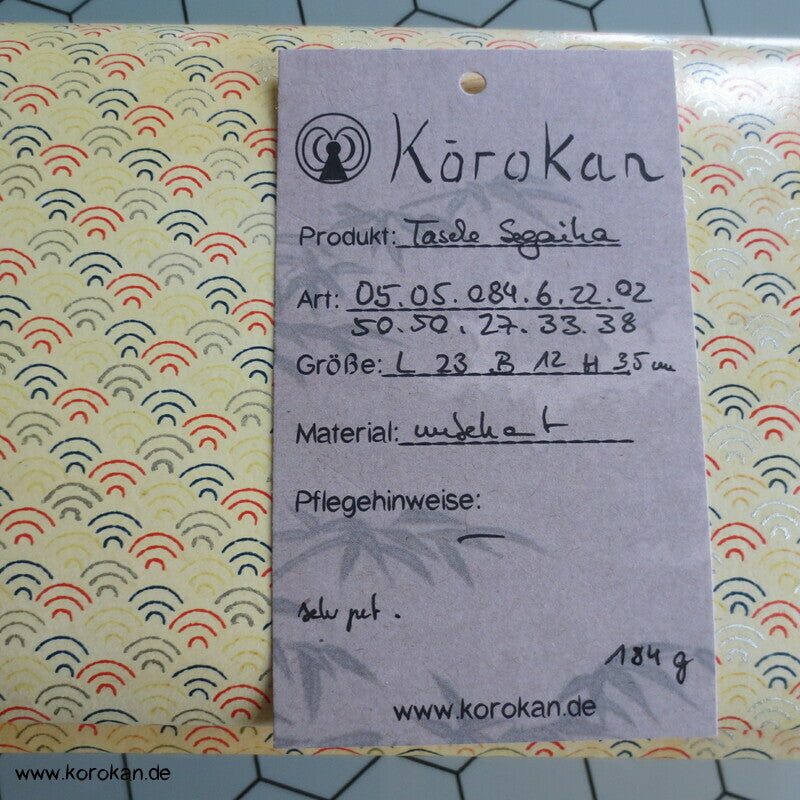 Kōrokan
Produkt: Tasche Segaiha
Art: 05.05.084.6.22.02
50.50.27.33.38
Größe: L 23 B 12 H 3,5 cm
Material:
Pflegehinweise:
—
sehr gut.
184 g
www.korokan.de
www.korokan.de